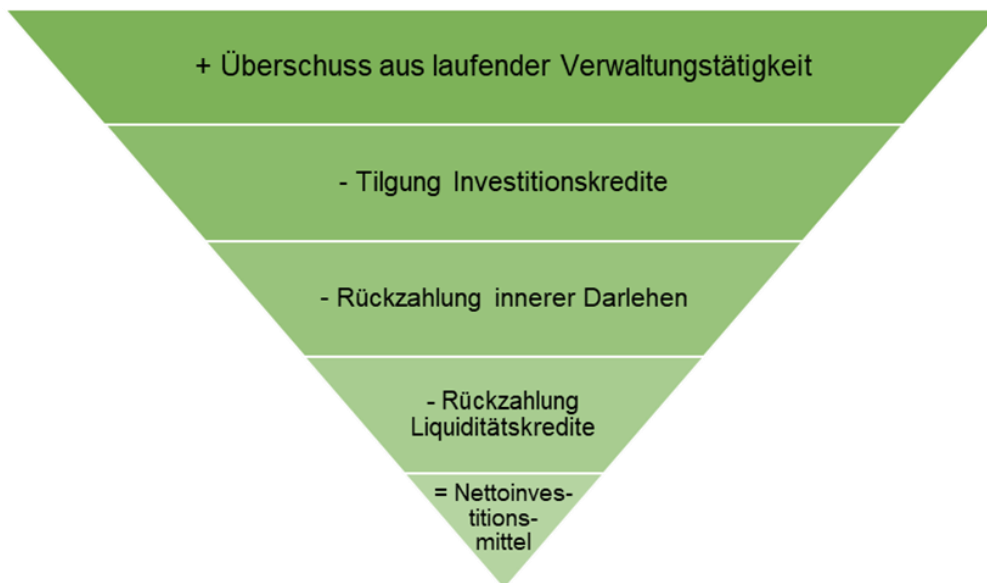 + Überschuss aus laufender Verwaltungstätigkeit
- Tilgung Investitionskredite
- Rückzahlung innerer Darlehen
- Rückzahlung
Liquiditätskredite
= Nettoinves-
titions-
mittel